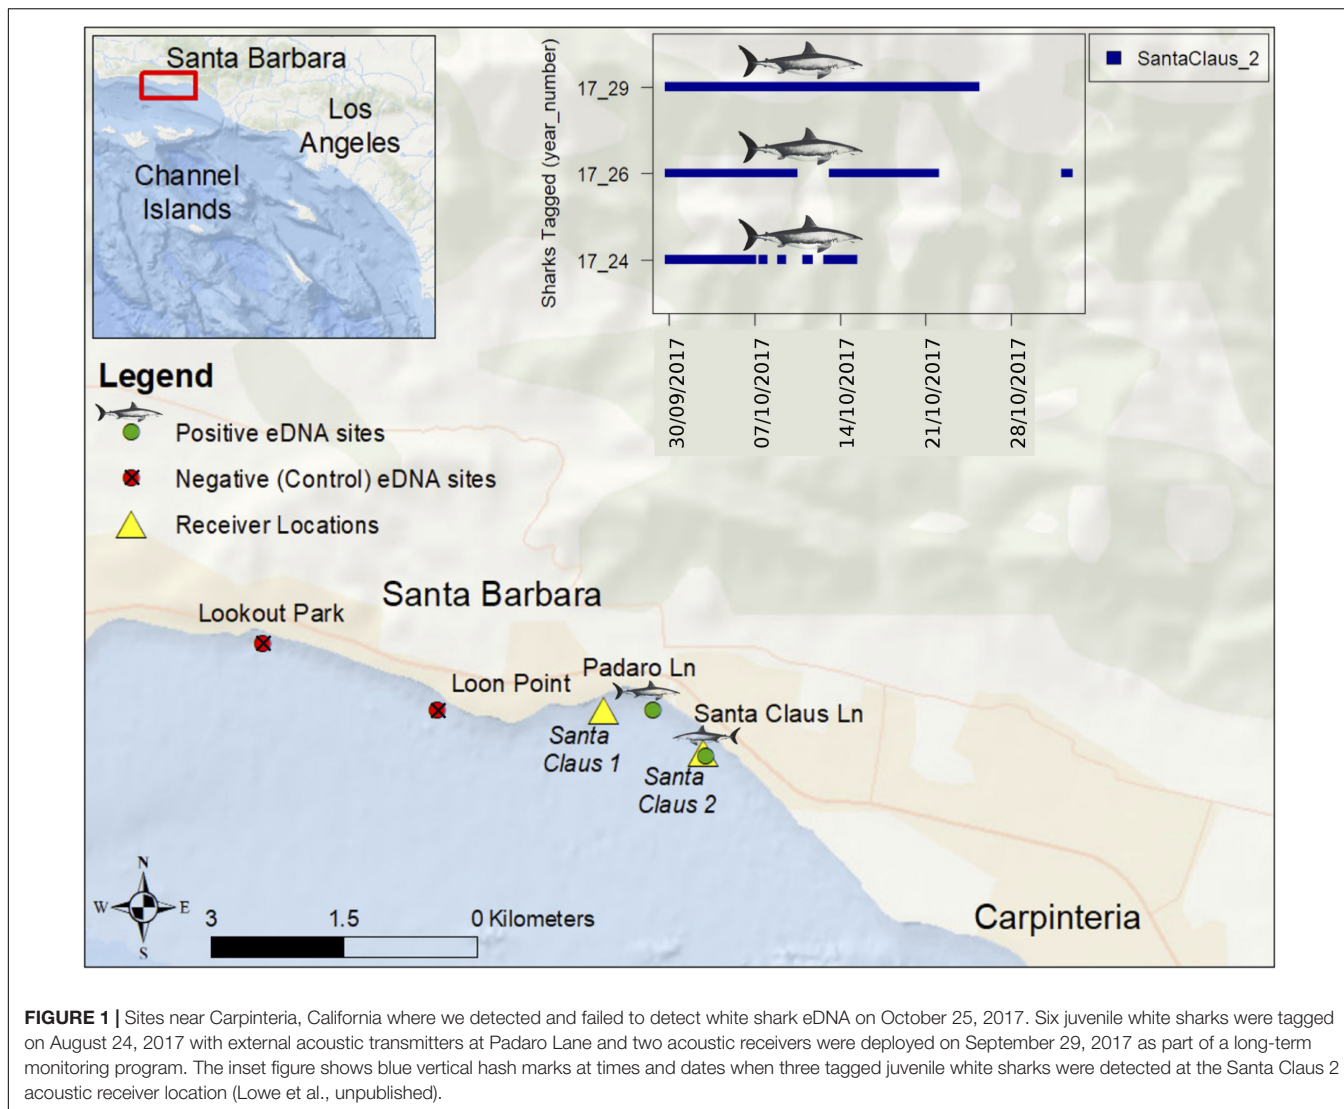 Santa Barbara
Los
Angeles
Channel
Islands
Sharks Tagged (year_number)
17_29
17_26
17_24
SantaClaus_2
30/09/2017
07/10/2017
14/10/2017
21/10/2017
28/10/2017
Legend
Positive eDNA sites
Negative (Control) eDNA sites
Receiver Locations
Santa Barbara
Lookout Park
Loon Point
Padaro Ln
Santa Claus Ln
Santa
Claus 1
Santa
Claus 2
Carpinteria
N
W
E
S
3 1.5 0 Kilometers
FIGURE 1 | Sites near Carpinteria, California where we detected and failed to detect white shark eDNA on October 25, 2017. Six juvenile white sharks were tagged
on August 24, 2017 with external acoustic transmitters at Padaro Lane and two acoustic receivers were deployed on September 29, 2017 as part of a long-term
monitoring program. The inset figure shows blue vertical hash marks at times and dates when three tagged juvenile white sharks were detected at the Santa Claus 2
acoustic receiver location (Lowe et al., unpublished).